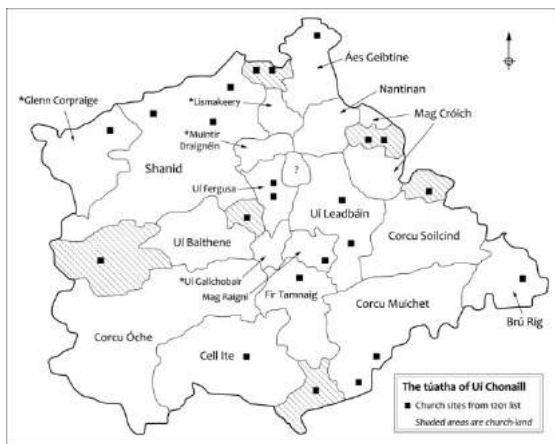 Áes Geibtine
*Glenn Corpraige
*Lismakeery
Nantinan
Mag Cróich
*Muintir
Draignéin
Shanid
?
Uí Fergusa
Uí Leadbáin
Uí Baithene
Corcu Soilcind
*Uí Gallchobair
Mag Raigni
Fir Tamnaig
Corcu Muichet
Brú Ríg
Corcu Óche
Cell Ite
The túatha of Uí Chonaill
Church sites from 1201 list
Shaded areas are church-land